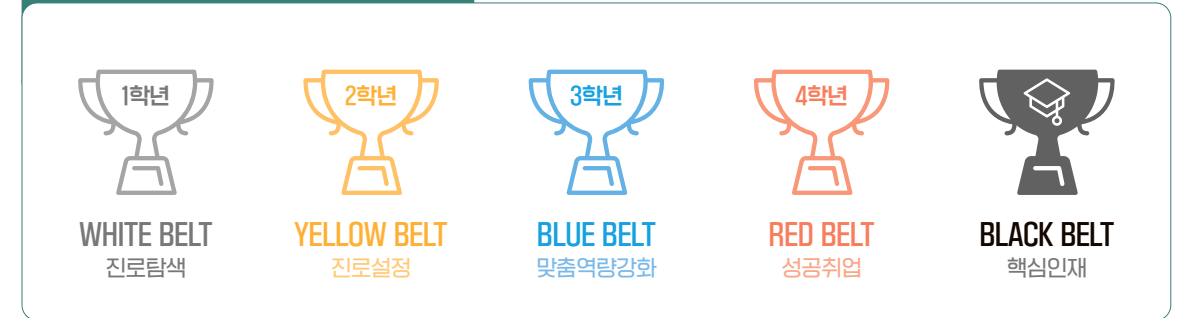 1학년
2학년
3학년
4학년
WHITE BELT
YELLOW BELT
BLUE BELT
RED BELT
BLACK BELT
진로탐색
진로설정
맞춤역량강화
성공취업
핵심인재